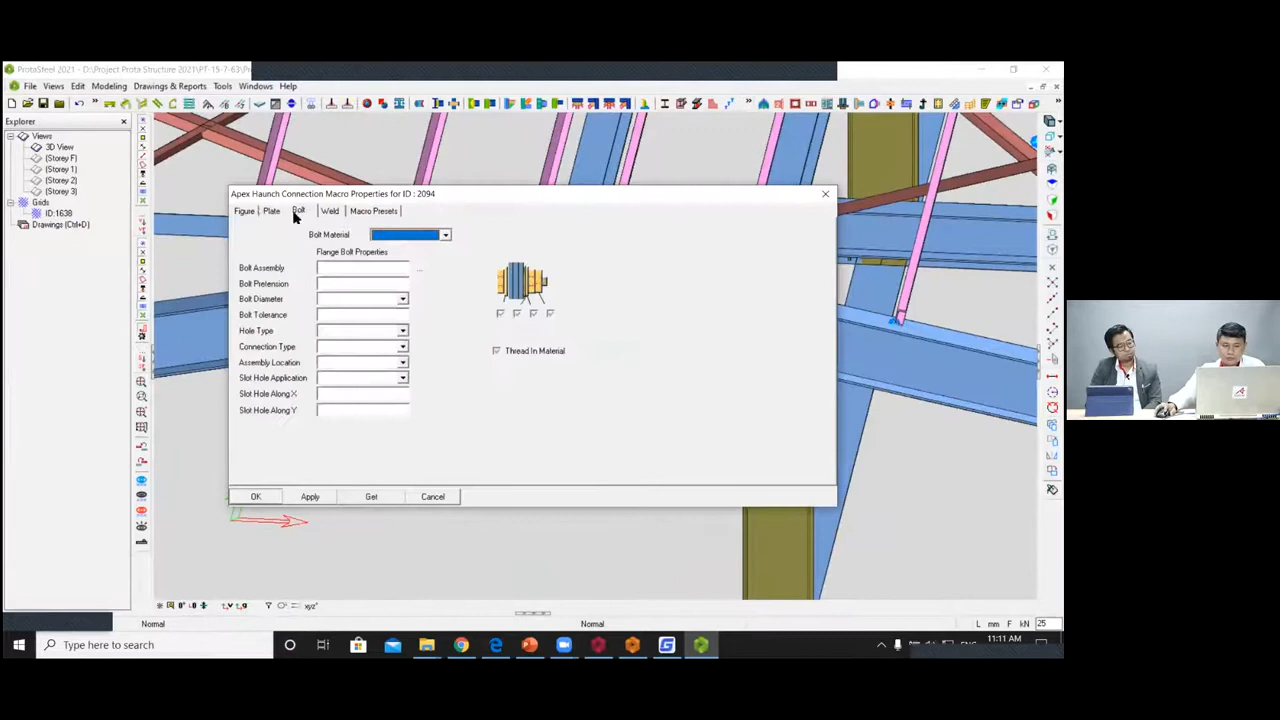 ProtaSteel 2021 - D:\Project Prota Structure 2021\PT-15-7-63\Pr
File Views Edit Modeling Drawings & Reports Tools Windows Help
Explorer
Views
3D View
(Storey F)
(Storey 1)
(Storey 2)
(Storey 3)
Grids
ID:1638
Drawings (Ctrl+D)
Apex Haunch Connection Macro Properties for ID : 2094
Figure Plate Bolt Weld Macro Presets
Bolt Material
Flange Bolt Properties
Bolt Assembly ...
Bolt Pretension
Bolt Diameter
Bolt Tolerance
Hole Type
Connection Type
Assembly Location
Slot Hole Application
Slot Hole Along X
Slot Hole Along Y
Thread In Material
OK Apply Get Cancel
Normal Normal L mm F kN 25
Type here to search
ENG
11:11 AM